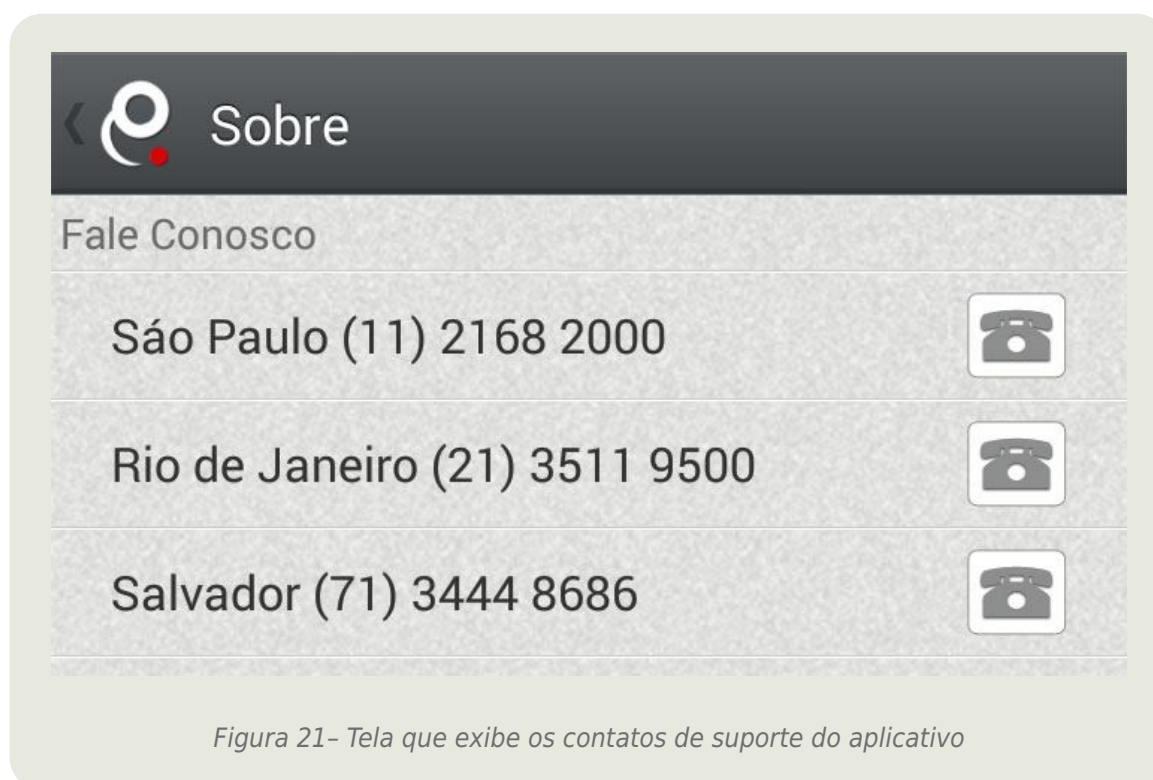 Sobre
Fale Conosco
Sáo Paulo (11) 2168 2000
Rio de Janeiro (21) 3511 9500
Salvador (71) 3444 8686
Figura 21– Tela que exibe os contatos de suporte do aplicativo